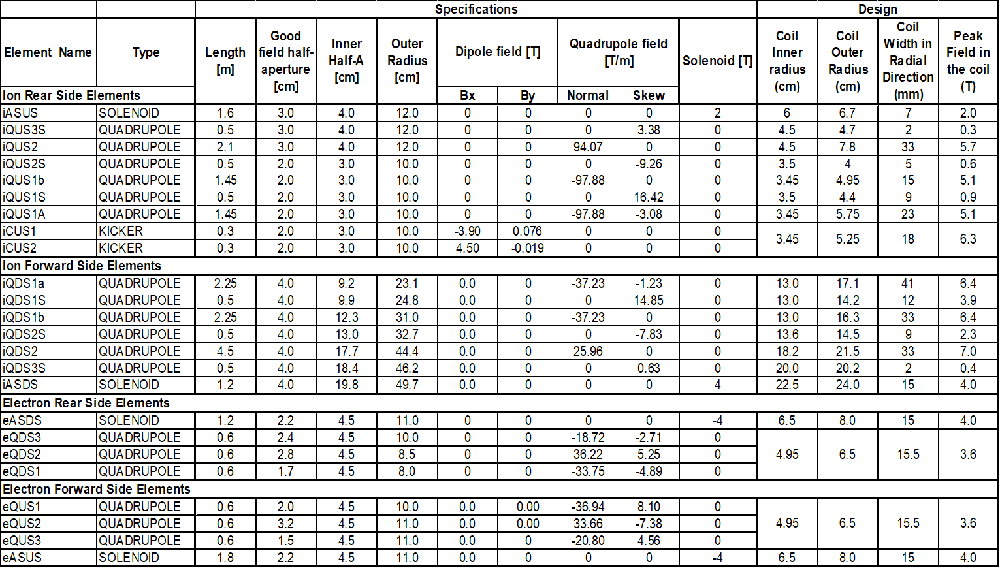 Specifications Design
Element Name Type Length [m] Good field half-aperture [cm] Inner Half-A [cm] Outer Radius [cm] Dipole field [T] Quadrupole field [T/m] Solenoid [T] Coil Inner radius (cm) Coil Outer Radius (cm) Coil Width in Radial Direction (mm) Peak Field in the coil (T)
Ion Rear Side Elements Bx By Normal Skew
iASUS SOLENOID 1.6 3.0 4.0 12.0 0 0 0 0 2 6 6.7 7 2.0
iQUS3S QUADRUPOLE 0.5 3.0 4.0 12.0 0 0 0 3.38 0 4.5 4.7 2 0.3
iQUS2 QUADRUPOLE 2.1 3.0 4.0 12.0 0 0 94.07 0 0 4.5 7.8 33 5.7
iQUS2S QUADRUPOLE 0.5 2.0 3.0 10.0 0 0 0 -9.26 0 3.5 4 5 0.6
iQUS1b QUADRUPOLE 1.45 2.0 3.0 10.0 0 0 -97.88 0 0 3.45 4.95 15 5.1
iQUS1S QUADRUPOLE 0.5 2.0 3.0 10.0 0 0 0 16.42 0 3.5 4.4 9 0.9
iQUS1A QUADRUPOLE 1.45 2.0 3.0 10.0 0 0 -97.88 -3.08 0 3.45 5.75 23 5.1
iCUS1 KICKER 0.3 2.0 3.0 10.0 -3.90 0.076 0 0 0 3.45 5.25 18 6.3
iCUS2 KICKER 0.3 2.0 3.0 10.0 4.50 -0.019 0 0 0
Ion Forward Side Elements
iQDS1a QUADRUPOLE 2.25 4.0 9.2 23.1 0.0 0 -37.23 -1.23 0 13.0 17.1 41 6.4
iQDS1S QUADRUPOLE 0.5 4.0 9.9 24.8 0.0 0 0 14.85 0 13.0 14.2 12 3.9
iQDS1b QUADRUPOLE 2.25 4.0 12.3 31.0 0.0 0 -37.23 0 0 13.0 16.3 33 6.4
iQDS2S QUADRUPOLE 0.5 4.0 13.0 32.7 0.0 0 0 -7.83 0 13.6 14.5 9 2.3
iQDS2 QUADRUPOLE 4.5 4.0 17.7 44.4 0.0 0 25.96 0 0 18.2 21.5 33 7.0
iQDS3S QUADRUPOLE 0.5 4.0 18.4 46.2 0.0 0 0 0.63 0 20.0 20.2 2 0.4
iASDS SOLENOID 1.2 4.0 19.8 49.7 0.0 0 0 0 4 22.5 24.0 15 4.0
Electron Rear Side Elements
eASDS SOLENOID 1.2 2.2 4.5 11.0 0 0 0 0 -4 6.5 8.0 15 4.0
eQDS3 QUADRUPOLE 0.6 2.4 4.5 10.0 0 0 -18.72 -2.71 0
eQDS2 QUADRUPOLE 0.6 2.8 4.5 8.5 0 0 36.22 5.25 0 4.95 6.5 15.5 3.6
eQDS1 QUADRUPOLE 0.6 1.7 4.5 8.0 0 0 -33.75 -4.89 0
Electron Forward Side Elements
eQUS1 QUADRUPOLE 0.6 2.0 4.5 10.0 0.0 0.00 -36.94 8.10 0
eQUS2 QUADRUPOLE 0.6 3.2 4.5 11.0 0.0 0.00 33.66 -7.38 0 4.95 6.5 15.5 3.6
eQUS3 QUADRUPOLE 0.6 1.5 4.5 11.0 0.0 0 -20.80 4.56 0
eASUS SOLENOID 1.8 2.2 4.5 11.0 0.0 0 0 0 -4 6.5 8.0 15 4.0